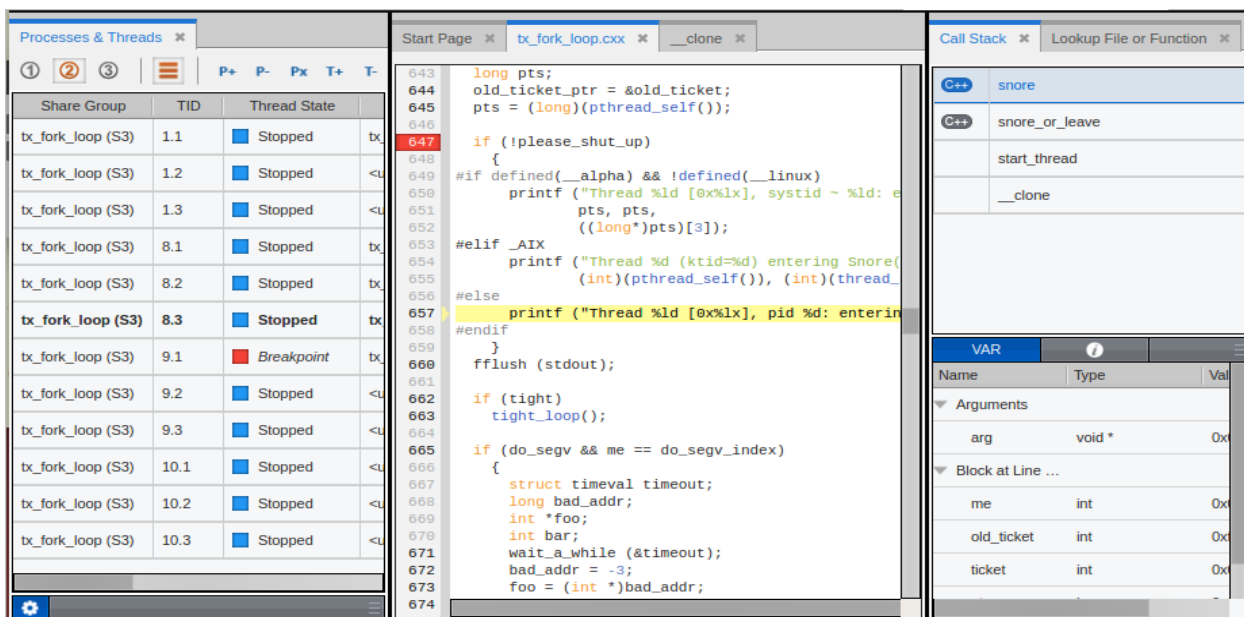 Processes & Threads
1 2 3 P+ P- Px T+ T-
Share Group TID Thread State
tx_fork_loop (S3) 1.1 Stopped tx_
tx_fork_loop (S3) 1.2 Stopped <u
tx_fork_loop (S3) 1.3 Stopped <u
tx_fork_loop (S3) 8.1 Stopped tx_
tx_fork_loop (S3) 8.2 Stopped tx_
tx_fork_loop (S3) 8.3 Stopped tx_
tx_fork_loop (S3) 9.1 Breakpoint tx_
tx_fork_loop (S3) 9.2 Stopped <u
tx_fork_loop (S3) 9.3 Stopped <u
tx_fork_loop (S3) 10.1 Stopped <u
tx_fork_loop (S3) 10.2 Stopped <u
tx_fork_loop (S3) 10.3 Stopped <u
Start Page tx_fork_loop.cxx __clone
643 long pts;
644 old_ticket_ptr = &old_ticket;
645 pts = (long)(pthread_self());
646
647 if (!please_shut_up)
648 {
649 #if defined(__alpha) && !defined(__linux)
650 printf ("Thread %ld [0x%lx], systid ~ %ld: e
651 pts, pts,
652 ((long*)pts)[3]);
653 #elif _AIX
654 printf ("Thread %d (ktid=%d) entering Snore(
655 (int)(pthread_self()), (int)(thread_
656 #else
657 printf ("Thread %ld [0x%lx], pid %d: enterin
658 #endif
659 }
660 fflush (stdout);
661
662 if (tight)
663 tight_loop();
664
665 if (do_segv && me == do_segv_index)
666 {
667 struct timeval timeout;
668 long bad_addr;
669 int *foo;
670 int bar;
671 wait_a_while (&timeout);
672 bad_addr = -3;
673 foo = (int *)bad_addr;
674
Call Stack Lookup File or Function
C++ snore
C++ snore_or_leave
start_thread
__clone
VAR i
Name Type Val
Arguments
arg void * 0x
Block at Line ...
me int 0x
old_ticket int 0x
ticket int 0x